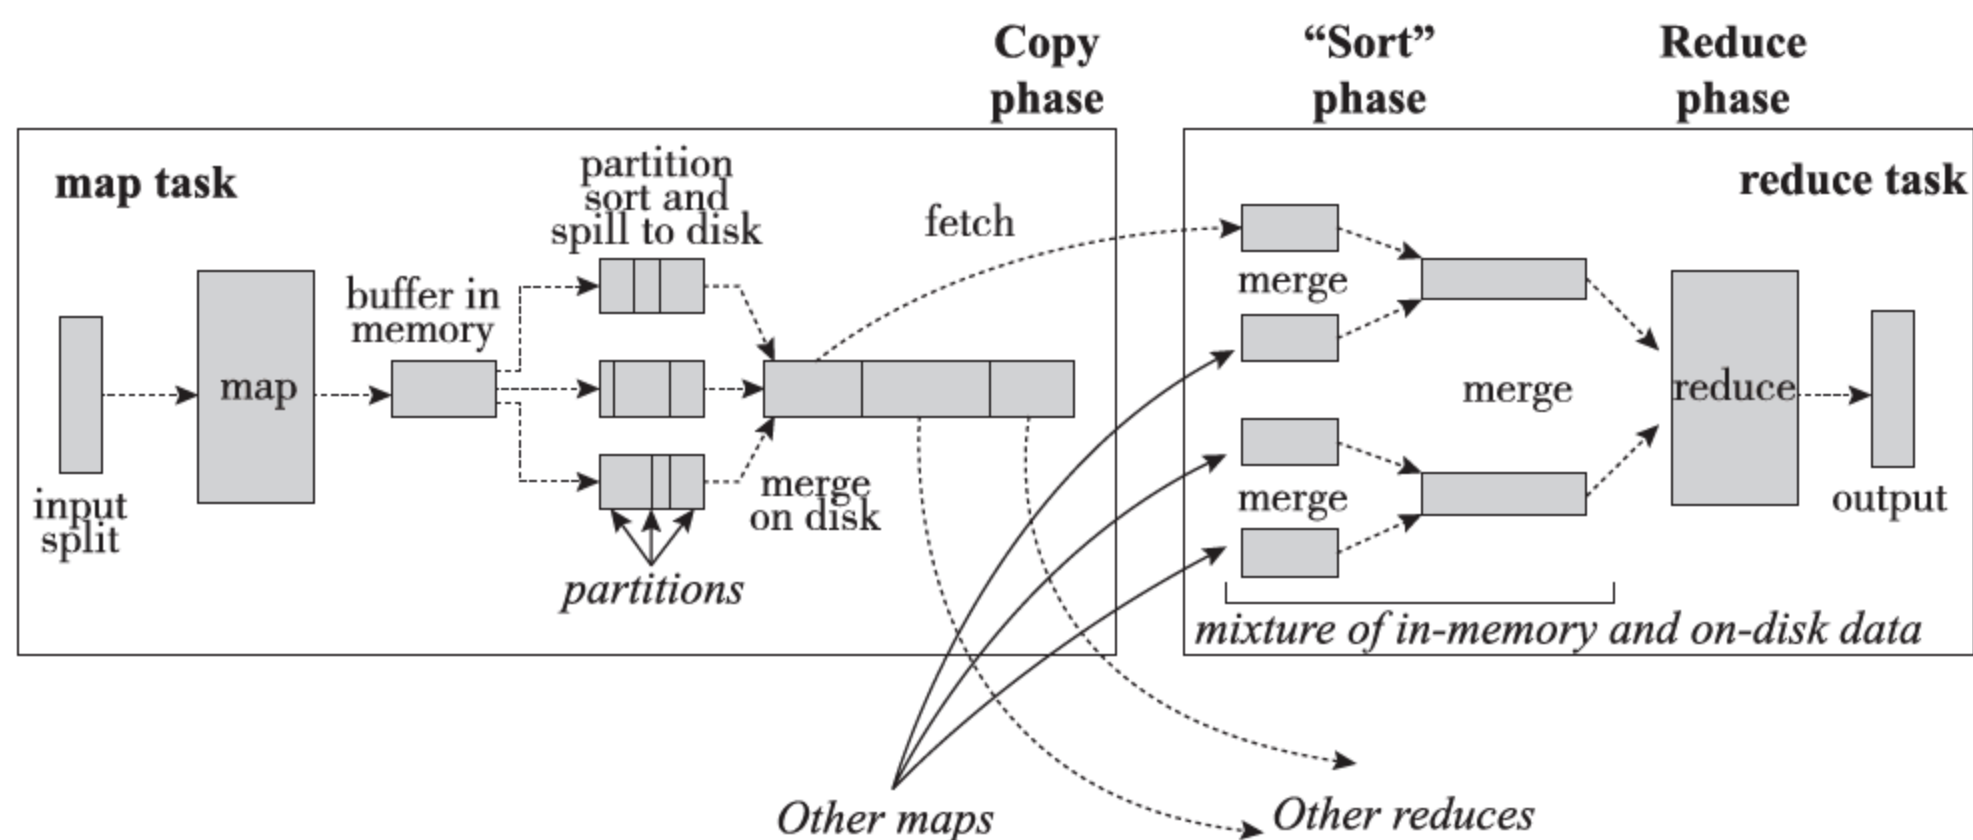 Copy
phase
“Sort”
phase
Reduce
phase
map task
partition
sort and
spill to disk
fetch
buffer in
memory
map
input
split
merge
on disk
partitions
reduce task
merge
merge
merge
reduce
output
mixture of in-memory and on-disk data
Other maps
Other reduces